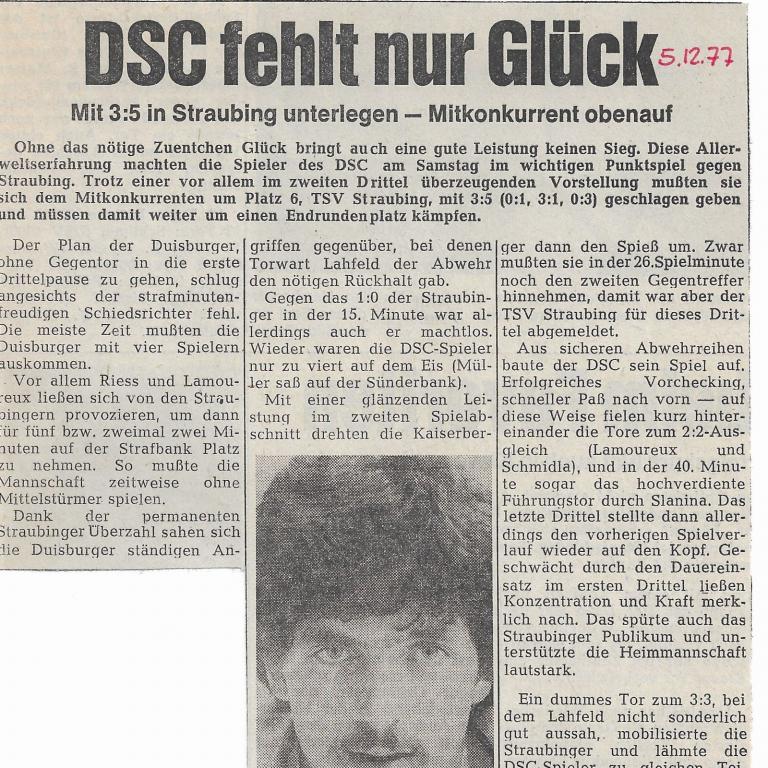 DSC fehlt nur Glück
5.12.77
Mit 3:5 in Straubing unterlegen — Mitkonkurrent obenauf
Ohne das nötige Zuentchen Glück bringt auch eine gute Leistung keinen Sieg. Diese Aller-
weltserfahrung machten die Spieler des DSC am Samstag im wichtigen Punktspiel gegen
Straubing. Trotz einer vor allem im zweiten Drittel überzeugenden Vorstellung mußten sie
sich dem Mitkonkurrenten um Platz 6, TSV Straubing, mit 3:5 (0:1, 3:1, 0:3) geschlagen geben
und müssen damit weiter um einen Endrundenplatz kämpfen.
Der Plan der Duisburger,
ohne Gegentor in die erste
Drittelpause zu gehen, schlug
angesichts der strafminuten-
freudigen Schiedsrichter fehl.
Die meiste Zeit mußten die
Duisburger mit vier Spielern
auskommen.
Vor allem Riess und Lamou-
reux ließen sich von den Strau-
bingern provozieren, um dann
für fünf bzw. zweimal zwei Mi-
nuten auf der Strafbank Platz
zu nehmen. So mußte die
Mannschaft zeitweise ohne
Mittelstürmer spielen.
Dank der permanenten
Straubinger Überzahl sahen sich
die Duisburger ständigen An-
griffen gegenüber, bei denen
Torwart Lahfeld der Abwehr
den nötigen Rückhalt gab.
Gegen das 1:0 der Straubin-
ger in der 15. Minute war al-
lerdings auch er machtlos.
Wieder waren die DSC-Spieler
nur zu viert auf dem Eis (Mül-
ler saß auf der Sünderbank).
Mit einer glänzenden Lei-
stung im zweiten Spielab-
schnitt drehten die Kaiserber-
ger dann den Spieß um. Zwar
mußten sie in der 26. Spielminute
noch den zweiten Gegentreffer
hinnehmen, damit war aber der
TSV Straubing für dieses Drit-
tel abgemeldet.
Aus sicheren Abwehrreihen
baute der DSC sein Spiel auf.
Erfolgreiches Vorchecking,
schneller Paß nach vorn — auf
diese Weise fielen kurz hinter-
einander die Tore zum 2:2-Aus-
gleich (Lamoureux und
Schmidla), und in der 40. Minu-
te sogar das hochverdiente
Führungstor durch Slanina. Das
letzte Drittel stellte dann aller-
dings den vorherigen Spielver-
lauf wieder auf den Kopf. Ge-
schwächt durch den Dauerein-
satz im ersten Drittel ließen
Konzentration und Kraft merk-
lich nach. Das spürte auch das
Straubinger Publikum und un-
terstützte die Heimmannschaft
lautstark.
Ein dummes Tor zum 3:3, bei
dem Lahfeld nicht sonderlich
gut aussah, mobilisierte die
Straubinger und lähmte die
DSC-Spieler zu gleichen Tei-